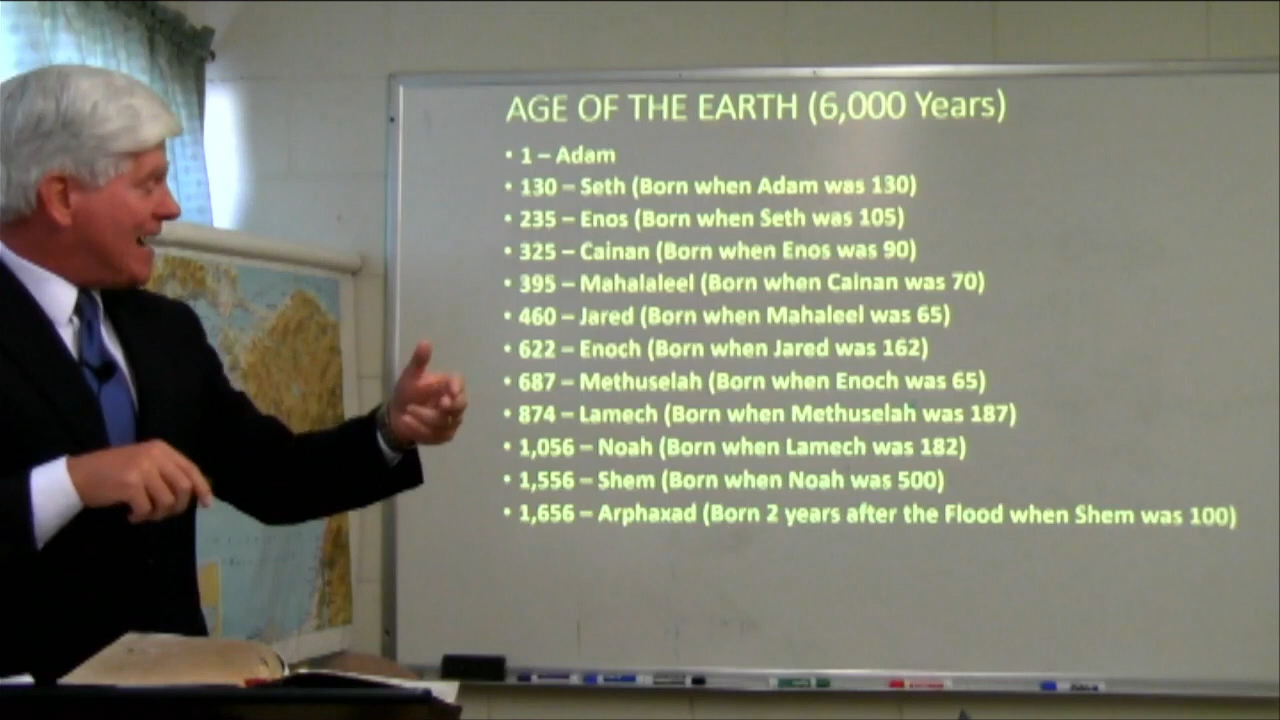 AGE OF THE EARTH (6,000 Years)
• 1 – Adam
• 130 – Seth (Born when Adam was 130)
• 235 – Enos (Born when Seth was 105)
• 325 – Cainan (Born when Enos was 90)
• 395 – Mahalaleel (Born when Cainan was 70)
• 460 – Jared (Born when Mahaleel was 65)
• 622 – Enoch (Born when Jared was 162)
• 687 – Methuselah (Born when Enoch was 65)
• 874 – Lamech (Born when Methuselah was 187)
• 1,056 – Noah (Born when Lamech was 182)
• 1,556 – Shem (Born when Noah was 500)
• 1,656 – Arphaxad (Born 2 years after the Flood when Shem was 100)